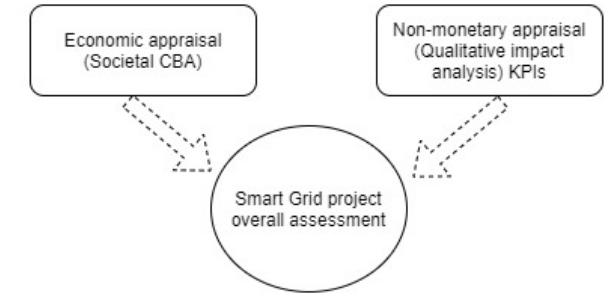 Economic appraisal
(Societal CBA)
Non-monetary appraisal
(Qualitative impact
analysis) KPIs
Smart Grid project
overall assessment